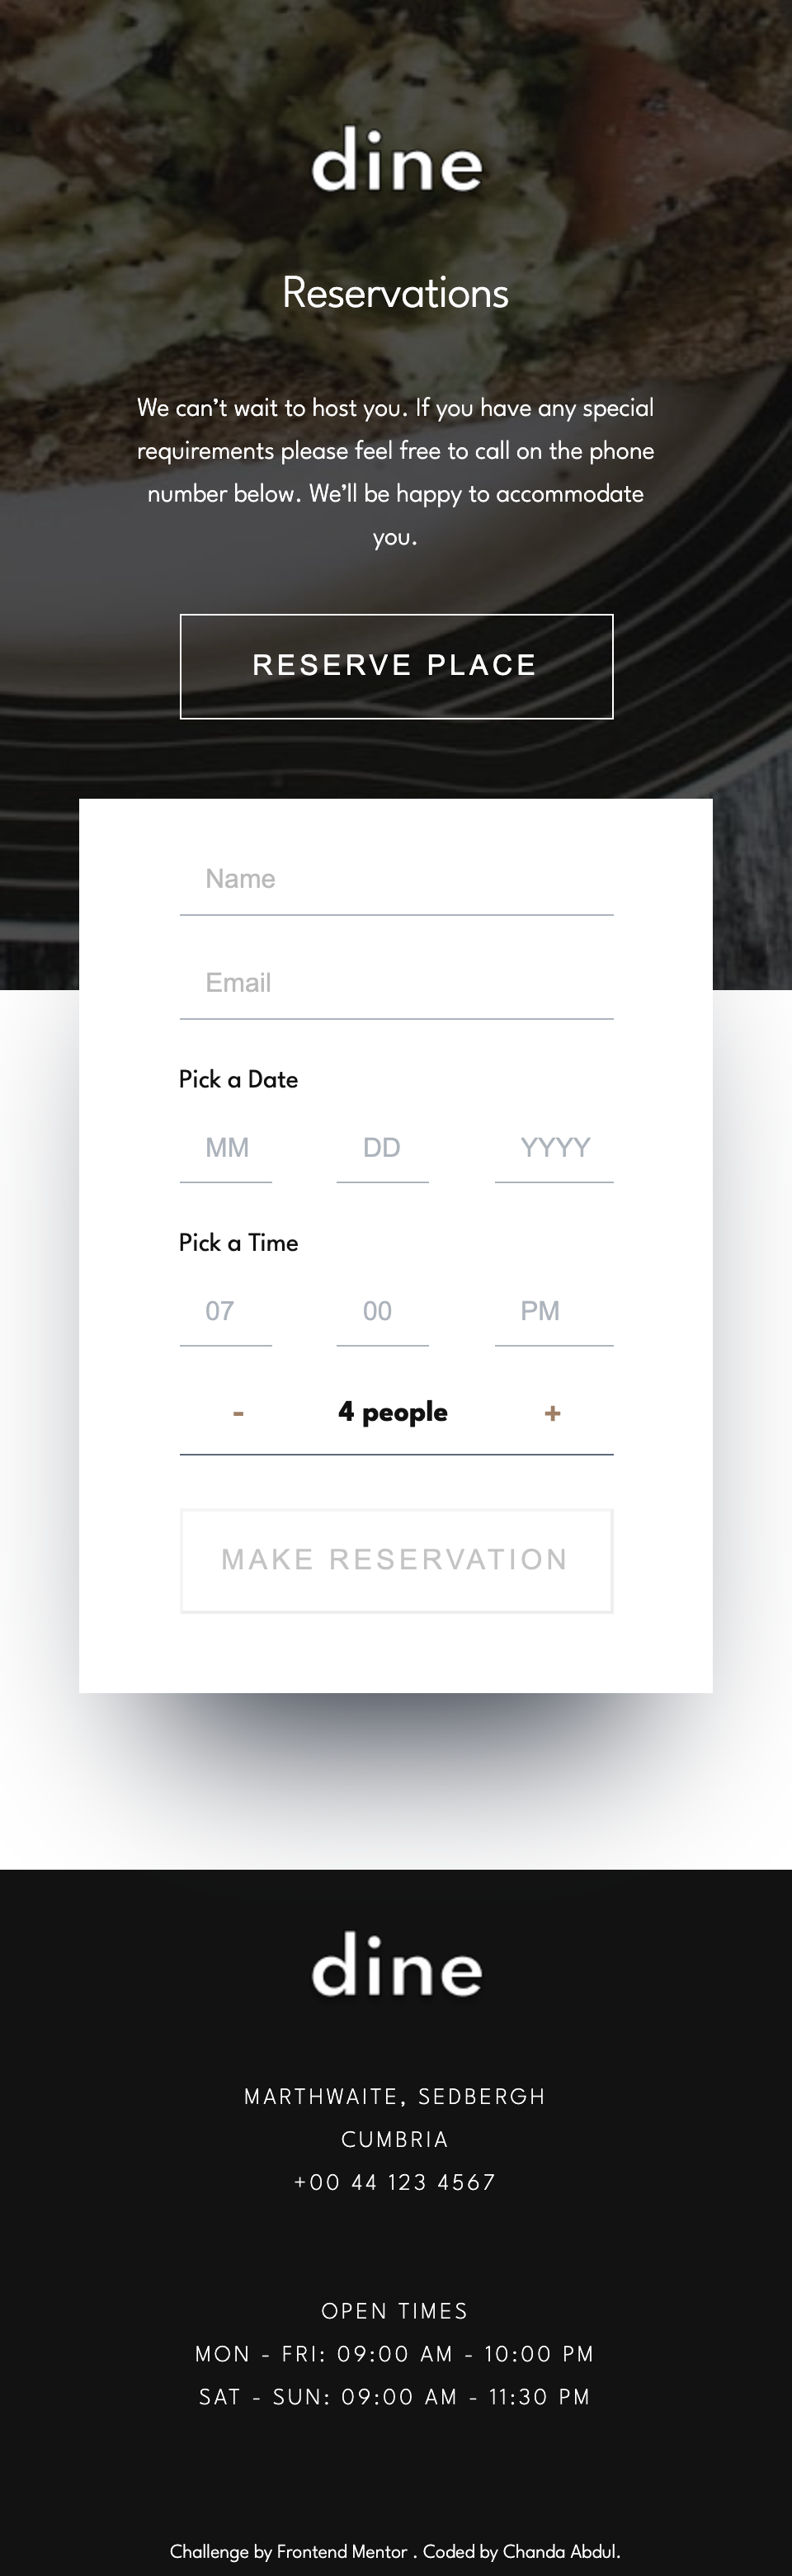 dine
Reservations
We can’t wait to host you. If you have any special
requirements please feel free to call on the phone
number below. We’ll be happy to accommodate
you.
RESERVE PLACE
Name
Email
Pick a Date
MM DD YYYY
Pick a Time
07 00 PM
- 4 people +
MAKE RESERVATION
dine
MARTHWAITE, SEDBERGH
CUMBRIA
+00 44 123 4567
OPEN TIMES
MON - FRI: 09:00 AM - 10:00 PM
SAT - SUN: 09:00 AM - 11:30 PM
Challenge by Frontend Mentor . Coded by Chanda Abdul.